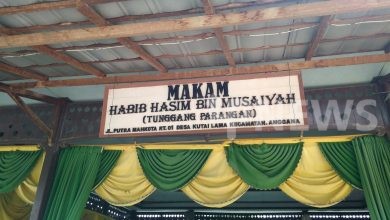 MAKAM
HABIB HASIM BIN MUSAIYAH
(TUNGGANG PARANGAN)
JL. PUTRA MAHKOTA RT.01 DESA KUTAI LAMA KECAMATAN. ANGGANA
NEWS